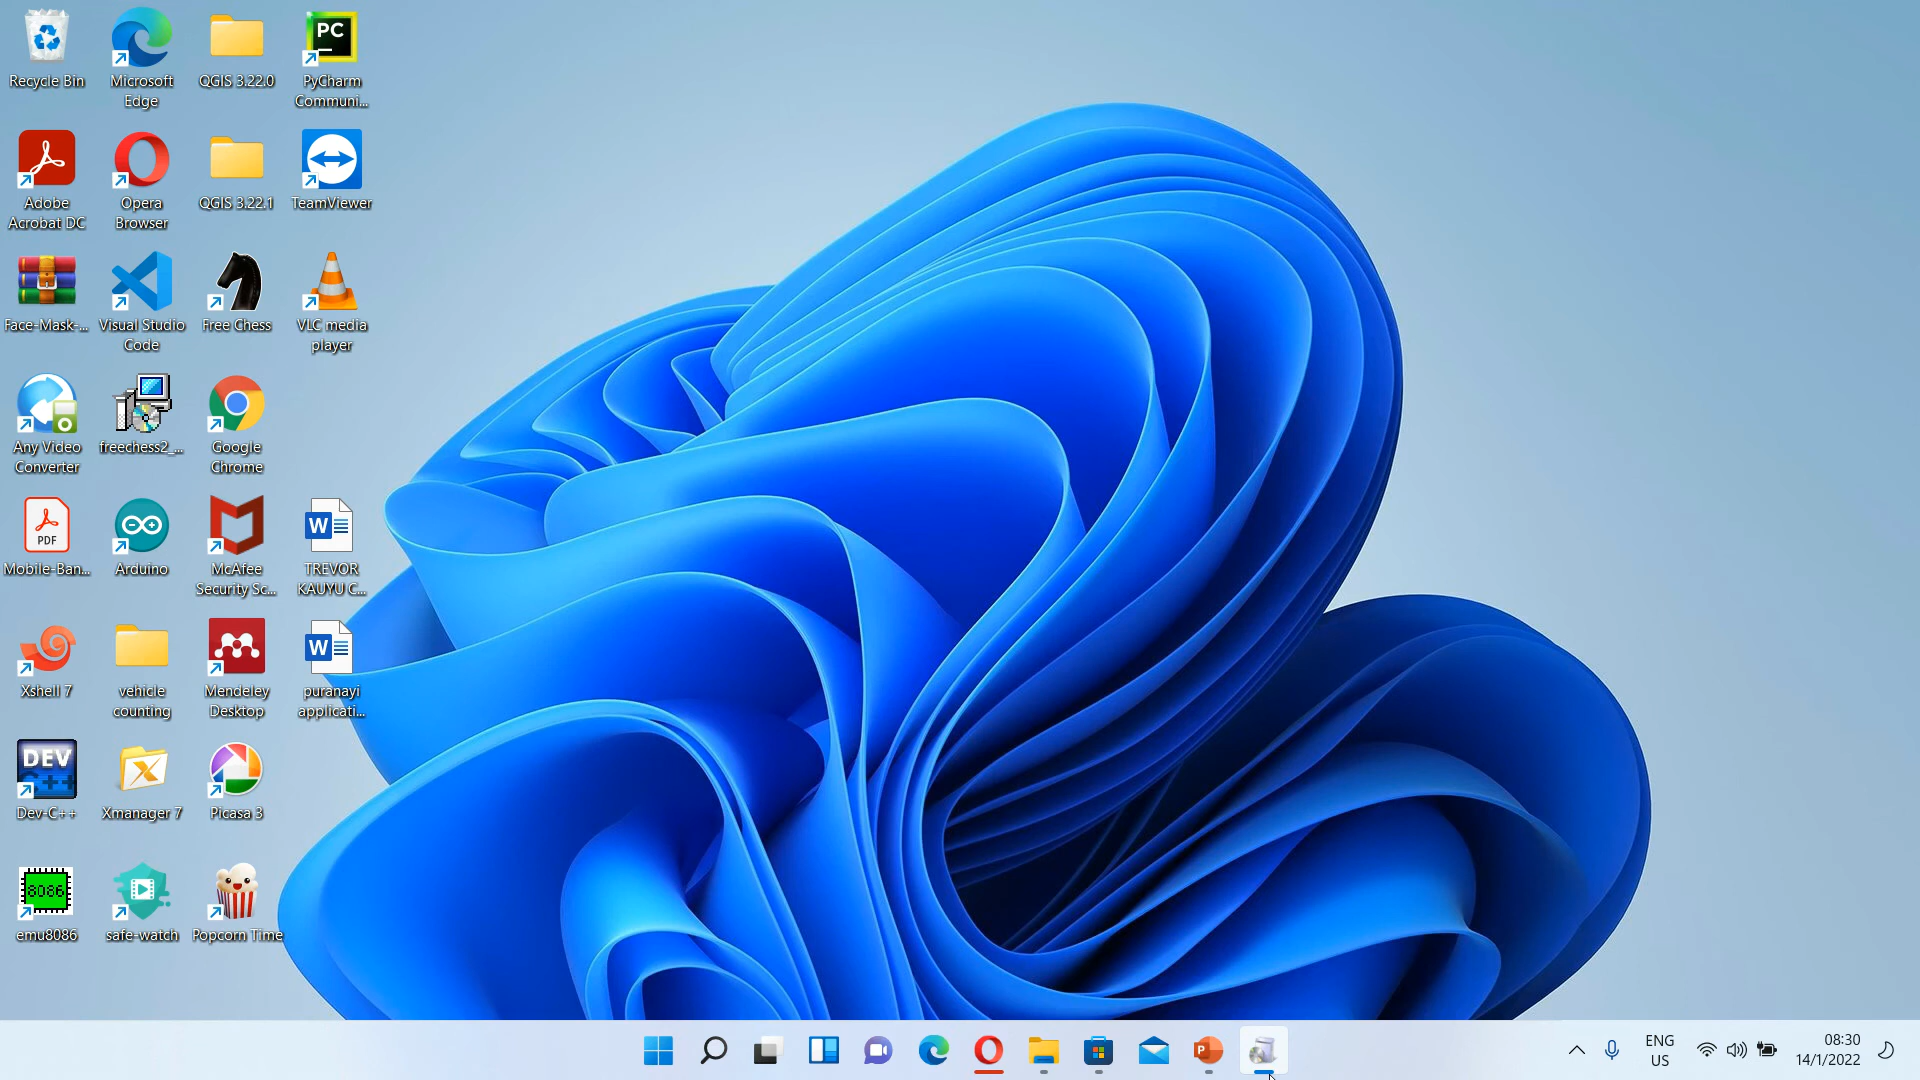 Recycle Bin
Microsoft
Edge
QGIS 3.22.0
PC
PyCharm
Communi...
Adobe
Acrobat DC
Opera
Browser
QGIS 3.22.1
TeamViewer
Face-Mask-...
Visual Studio
Code
Free Chess
VLC media
player
Any Video
Converter
freechess2_...
Google
Chrome
PDF
Mobile-Ban...
Arduino
McAfee
Security Sc...
W
TREVOR
KAUYU C...
Xshell 7
vehicle
counting
Mendeley
Desktop
W
puranayi
applicati...
DEV
C++
Dev-C++
X
Xmanager 7
Picasa 3
8086
emu8086
safe-watch
Popcorn Time
P
ENG
US
08:30
14/1/2022